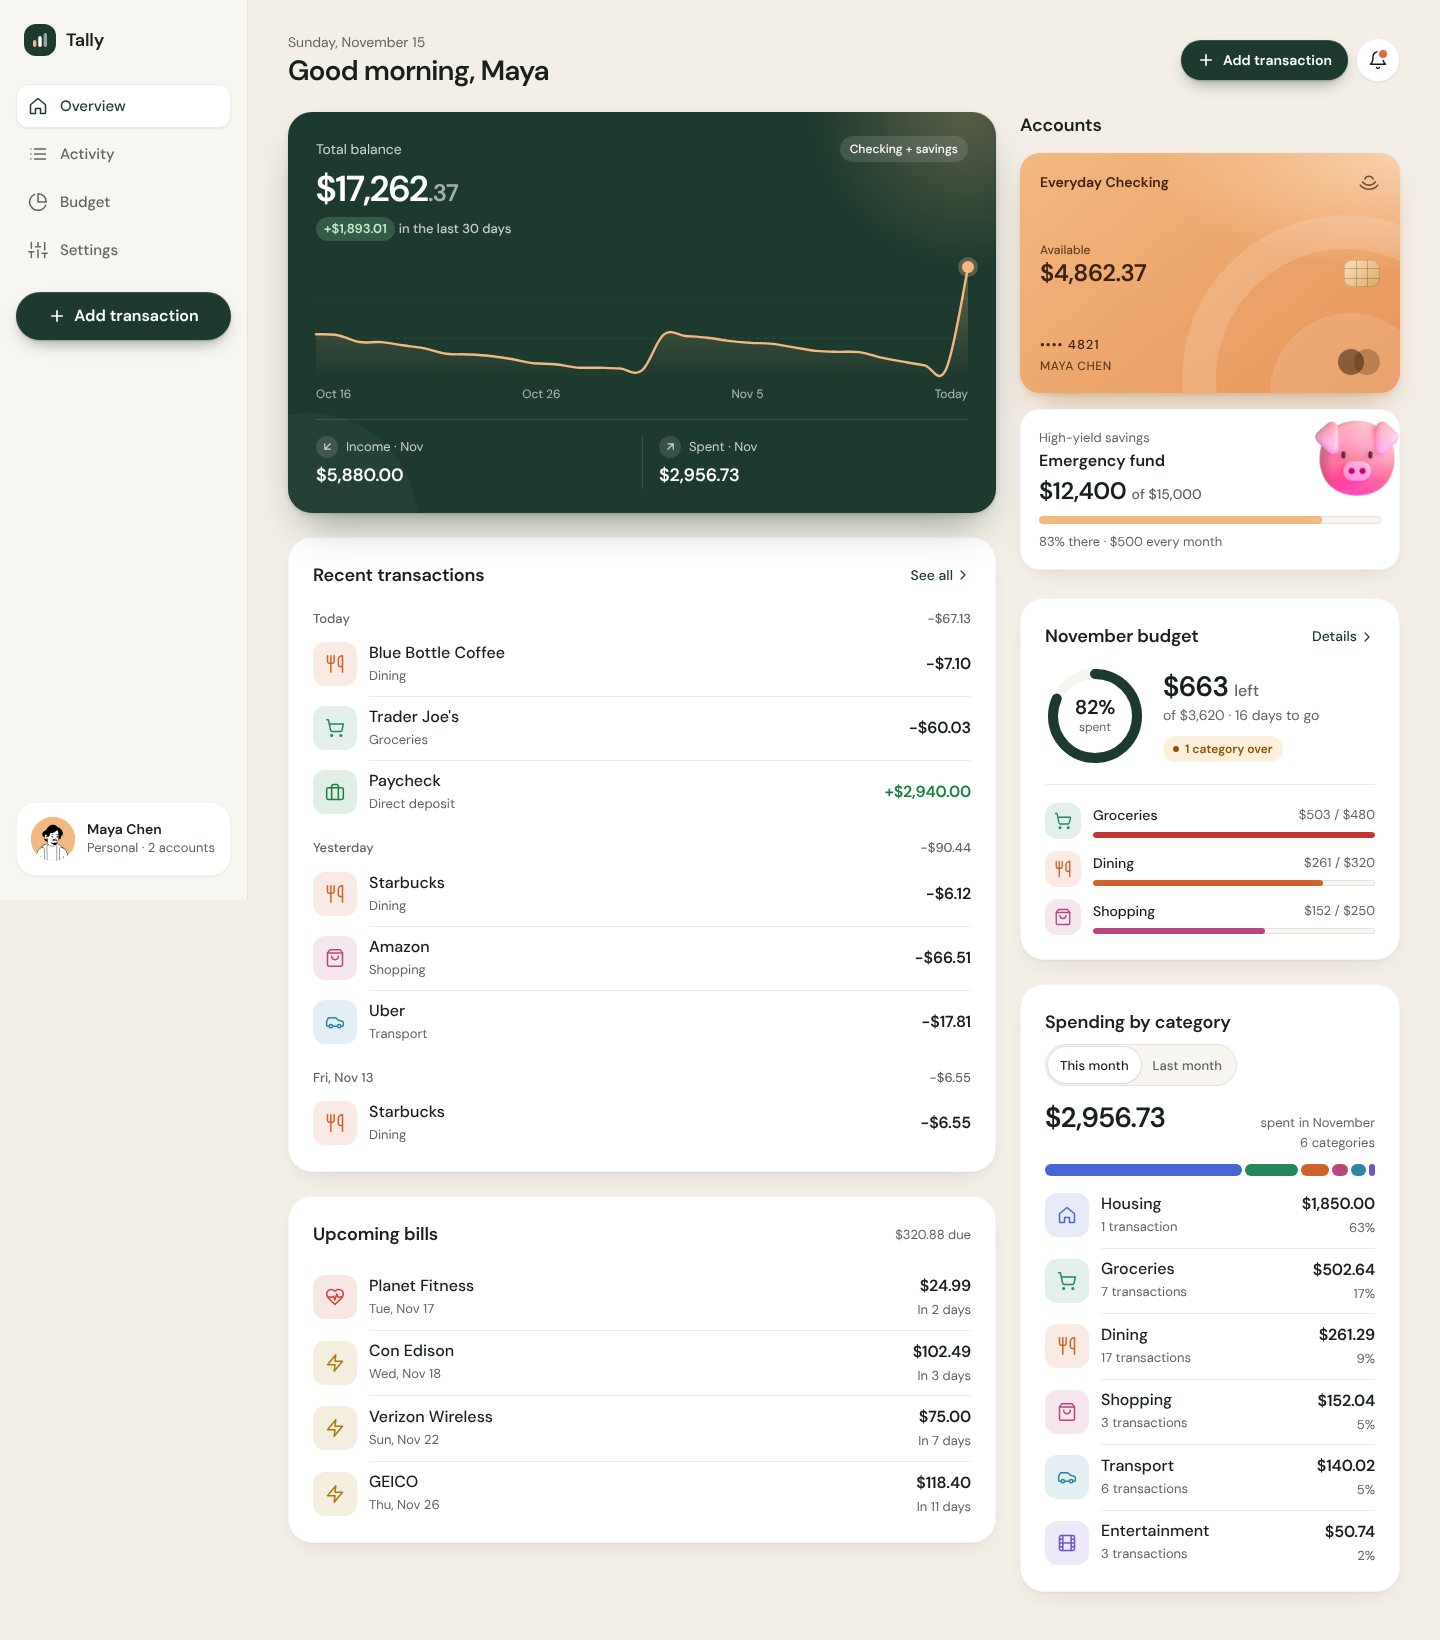 Tally
Overview
Activity
Budget
Settings
Add transaction
Maya Chen
Personal · 2 accounts
Sunday, November 15
Good morning, Maya
Add transaction
Total balance
Checking + savings
$17,262.37
+$1,893.01 in the last 30 days
Oct 16
Oct 26
Nov 5
Today
Income · Nov
$5,880.00
Spent · Nov
$2,956.73
Recent transactions
See all
Today
-$67.13
Blue Bottle Coffee
Dining
-$7.10
Trader Joe's
Groceries
-$60.03
Paycheck
Direct deposit
+$2,940.00
Yesterday
-$90.44
Starbucks
Dining
-$6.12
Amazon
Shopping
-$66.51
Uber
Transport
-$17.81
Fri, Nov 13
-$6.55
Starbucks
Dining
-$6.55
Upcoming bills
$320.88 due
Planet Fitness
Tue, Nov 17
$24.99
In 2 days
Con Edison
Wed, Nov 18
$102.49
In 3 days
Verizon Wireless
Sun, Nov 22
$75.00
In 7 days
GEICO
Thu, Nov 26
$118.40
In 11 days
Accounts
Everyday Checking
Available
$4,862.37
•••• 4821
MAYA CHEN
High-yield savings
Emergency fund
$12,400 of $15,000
83% there · $500 every month
November budget
Details
82%
spent
$663 left
of $3,620 · 16 days to go
1 category over
Groceries
$503 / $480
Dining
$261 / $320
Shopping
$152 / $250
Spending by category
This month
Last month
$2,956.73
spent in November
6 categories
Housing
1 transaction
$1,850.00
63%
Groceries
7 transactions
$502.64
17%
Dining
17 transactions
$261.29
9%
Shopping
3 transactions
$152.04
5%
Transport
6 transactions
$140.02
5%
Entertainment
3 transactions
$50.74
2%